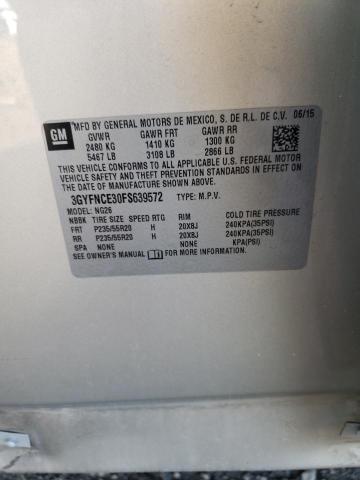 GM
MFD BY GENERAL MOTORS DE MEXICO, S. DE R.L. DE C.V. 06/15
GVWR GAWR FRT GAWR RR
2480 KG 1410 KG 1300 KG
5467 LB 3108 LB 2866 LB
THIS VEHICLE CONFORMS TO ALL APPLICABLE U.S. FEDERAL MOTOR
VEHICLE SAFETY AND THEFT PREVENTION STANDARDS IN EFFECT ON
THE DATE OF MANUFACTURE SHOWN ABOVE.
3GYFNCE30FS639572 TYPE: M.P.V.
MODEL: NG26
NBBK TIRE SIZE SPEED RTG RIM COLD TIRE PRESSURE
FRT P235/55R20 H 20X8J 240KPA(35PSI)
RR P235/55R20 H 20X8J 240KPA(35PSI)
SPA NONE NONE KPA(PSI)
SEE OWNER'S MANUAL FOR MORE INFORMATION.